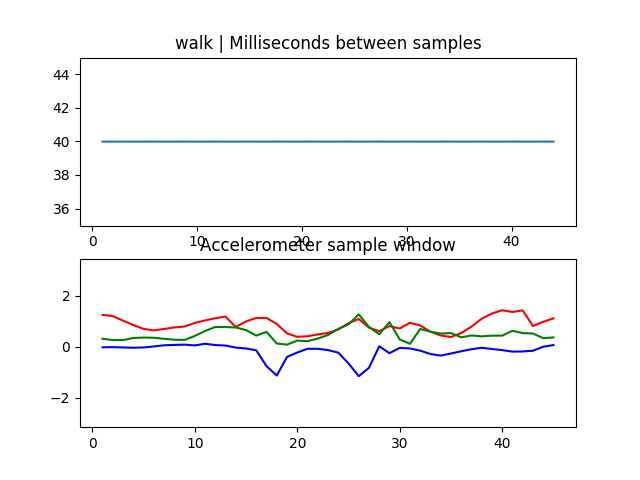 walk | Milliseconds between samples
44
42
40
38
36
0 10 20 30 40
Accelerometer sample window
2
0
−2
0 10 20 30 40